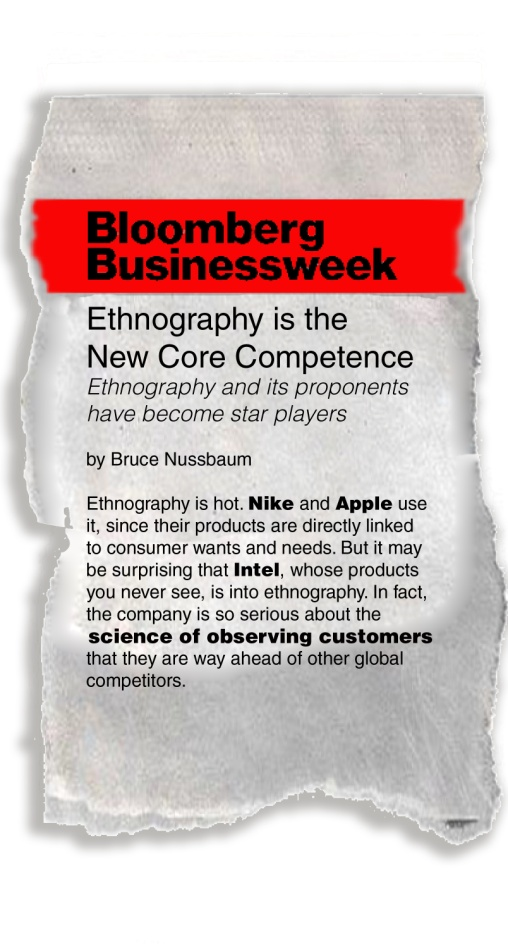 Bloomberg
Businessweek
Ethnography is the
New Core Competence
Ethnography and its proponents
have become star players
by Bruce Nussbaum
Ethnography is hot. Nike and Apple use
it, since their products are directly linked
to consumer wants and needs. But it may
be surprising that Intel, whose products
you never see, is into ethnography. In fact,
the company is so serious about the
science of observing customers
that they are way ahead of other global
competitors.